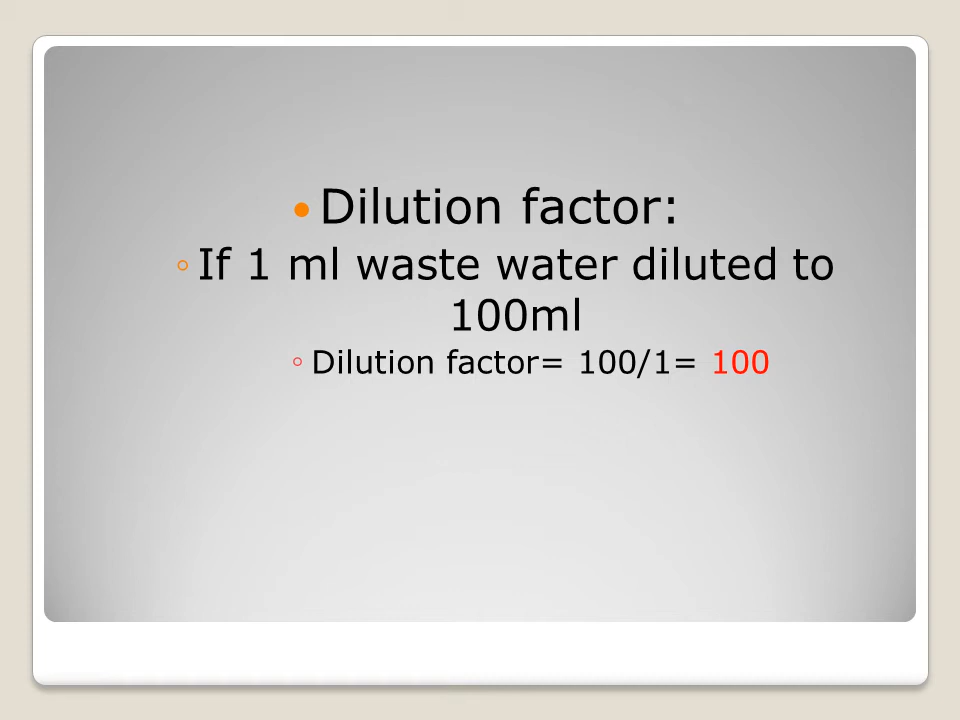 • Dilution factor:
◦ If 1 ml waste water diluted to
100ml
◦ Dilution factor= 100/1= 100